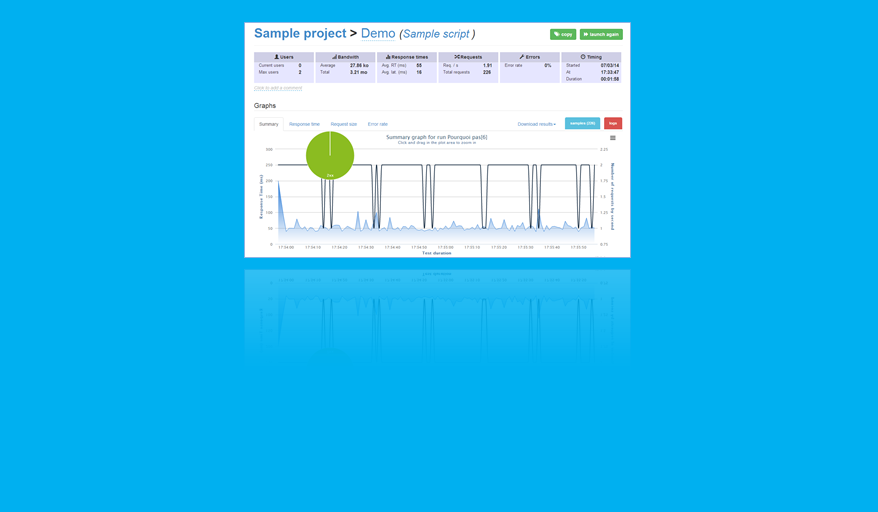 Sample project > Demo (Sample script )
copy
launch again
Users
Current users 0
Max users 2
Bandwith
Average 27.86 ko
Total 3.21 mo
Response times
Avg. RT (ms) 55
Avg. lat. (ms) 16
Requests
Req. / s 1.91
Total requests 226
Errors
Error rate 0%
Timing
Started 07/03/14
At 17:33:47
Duration 00:01:58
Click to add a comment
Graphs
Summary
Response time
Request size
Error rate
Download results
samples (CSV)
logs
Summary graph for run Pourquoi pas[6]
Click and drag in the plot area to zoom in
Response Time (ms)
300
250
200
150
100
50
0
2xx
2.25
2
1.75
1.5
1.25
1
0.75
Number of requests by second
17:34:00 17:34:10 17:34:20 17:34:30 17:34:40 17:34:50 17:35:00 17:35:10 17:35:20 17:35:30 17:35:40 17:35:50
Test duration